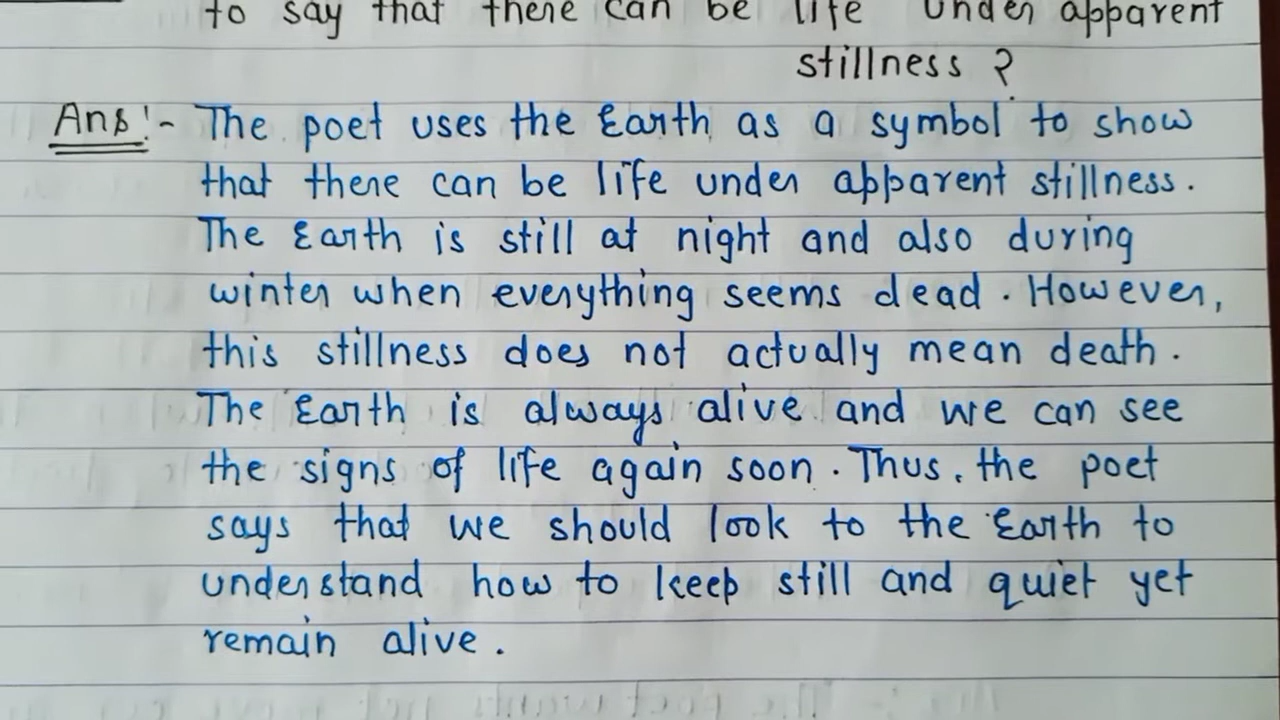 to say that there can be life under apparent
stillness ?
Ans:- The poet uses the Earth as a symbol to show
that there can be life under apparent stillness.
The Earth is still at night and also during
winter when everything seems dead. However,
this stillness does not actually mean death.
The Earth is always alive and we can see
the signs of life again soon. Thus, the poet
says that we should look to the Earth to
understand how to keep still and quiet yet
remain alive.